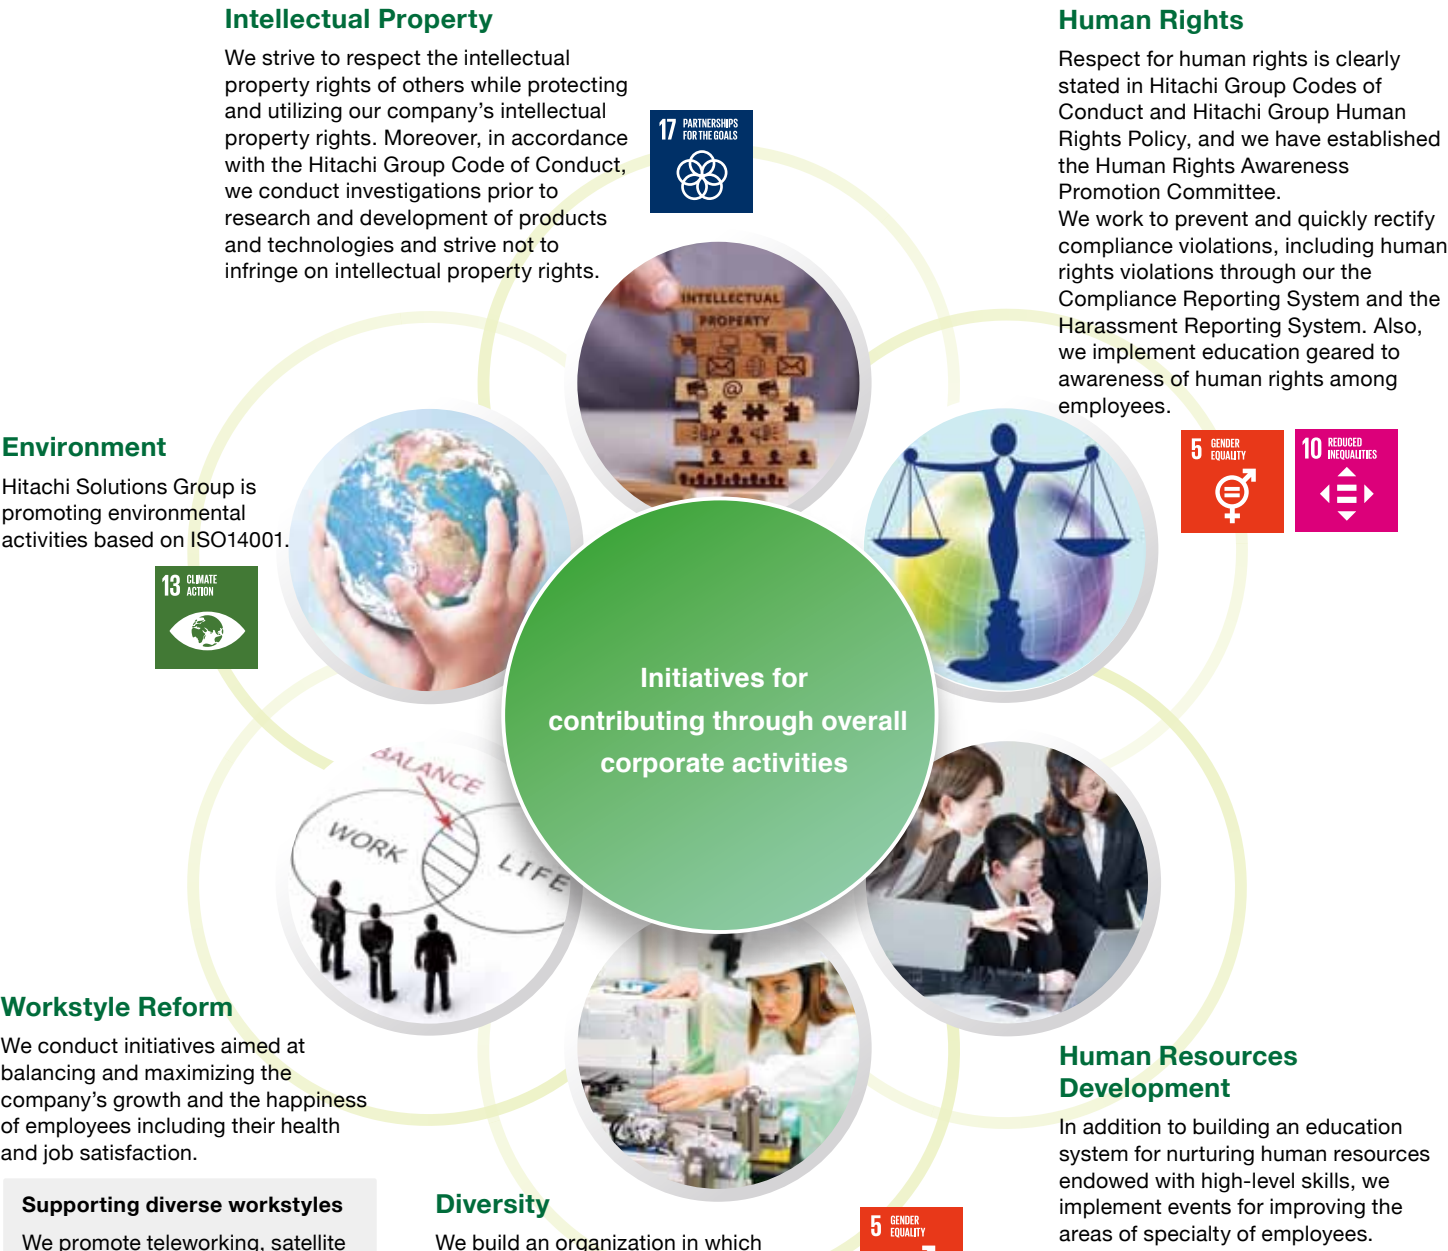 Intellectual Property
We strive to respect the intellectual
property rights of others while protecting
and utilizing our company’s intellectual
property rights. Moreover, in accordance
with the Hitachi Group Code of Conduct,
we conduct investigations prior to
research and development of products
and technologies and strive not to
infringe on intellectual property rights.
17 PARTNERSHIPS
FOR THE GOALS
Human Rights
Respect for human rights is clearly
stated in Hitachi Group Codes of
Conduct and Hitachi Group Human
Rights Policy, and we have established
the Human Rights Awareness
Promotion Committee.
We work to prevent and quickly rectify
compliance violations, including human
rights violations through our the
Compliance Reporting System and the
Harassment Reporting System. Also,
we implement education geared to
awareness of human rights among
employees.
5 GENDER
EQUALITY
10 REDUCED
INEQUALITIES
INTELLECTUAL
PROPERTY
@
Environment
Hitachi Solutions Group is
promoting environmental
activities based on ISO14001.
13 CLIMATE
ACTION
Initiatives for
contributing through overall
corporate activities
BALANCE
WORK
LIFE
Workstyle Reform
We conduct initiatives aimed at
balancing and maximizing the
company’s growth and the happiness
of employees including their health
and job satisfaction.
Supporting diverse workstyles
We promote teleworking, satellite
Diversity
We build an organization in which
5 GENDER
EQUALITY
Human Resources
Development
In addition to building an education
system for nurturing human resources
endowed with high-level skills, we
implement events for improving the
areas of specialty of employees.